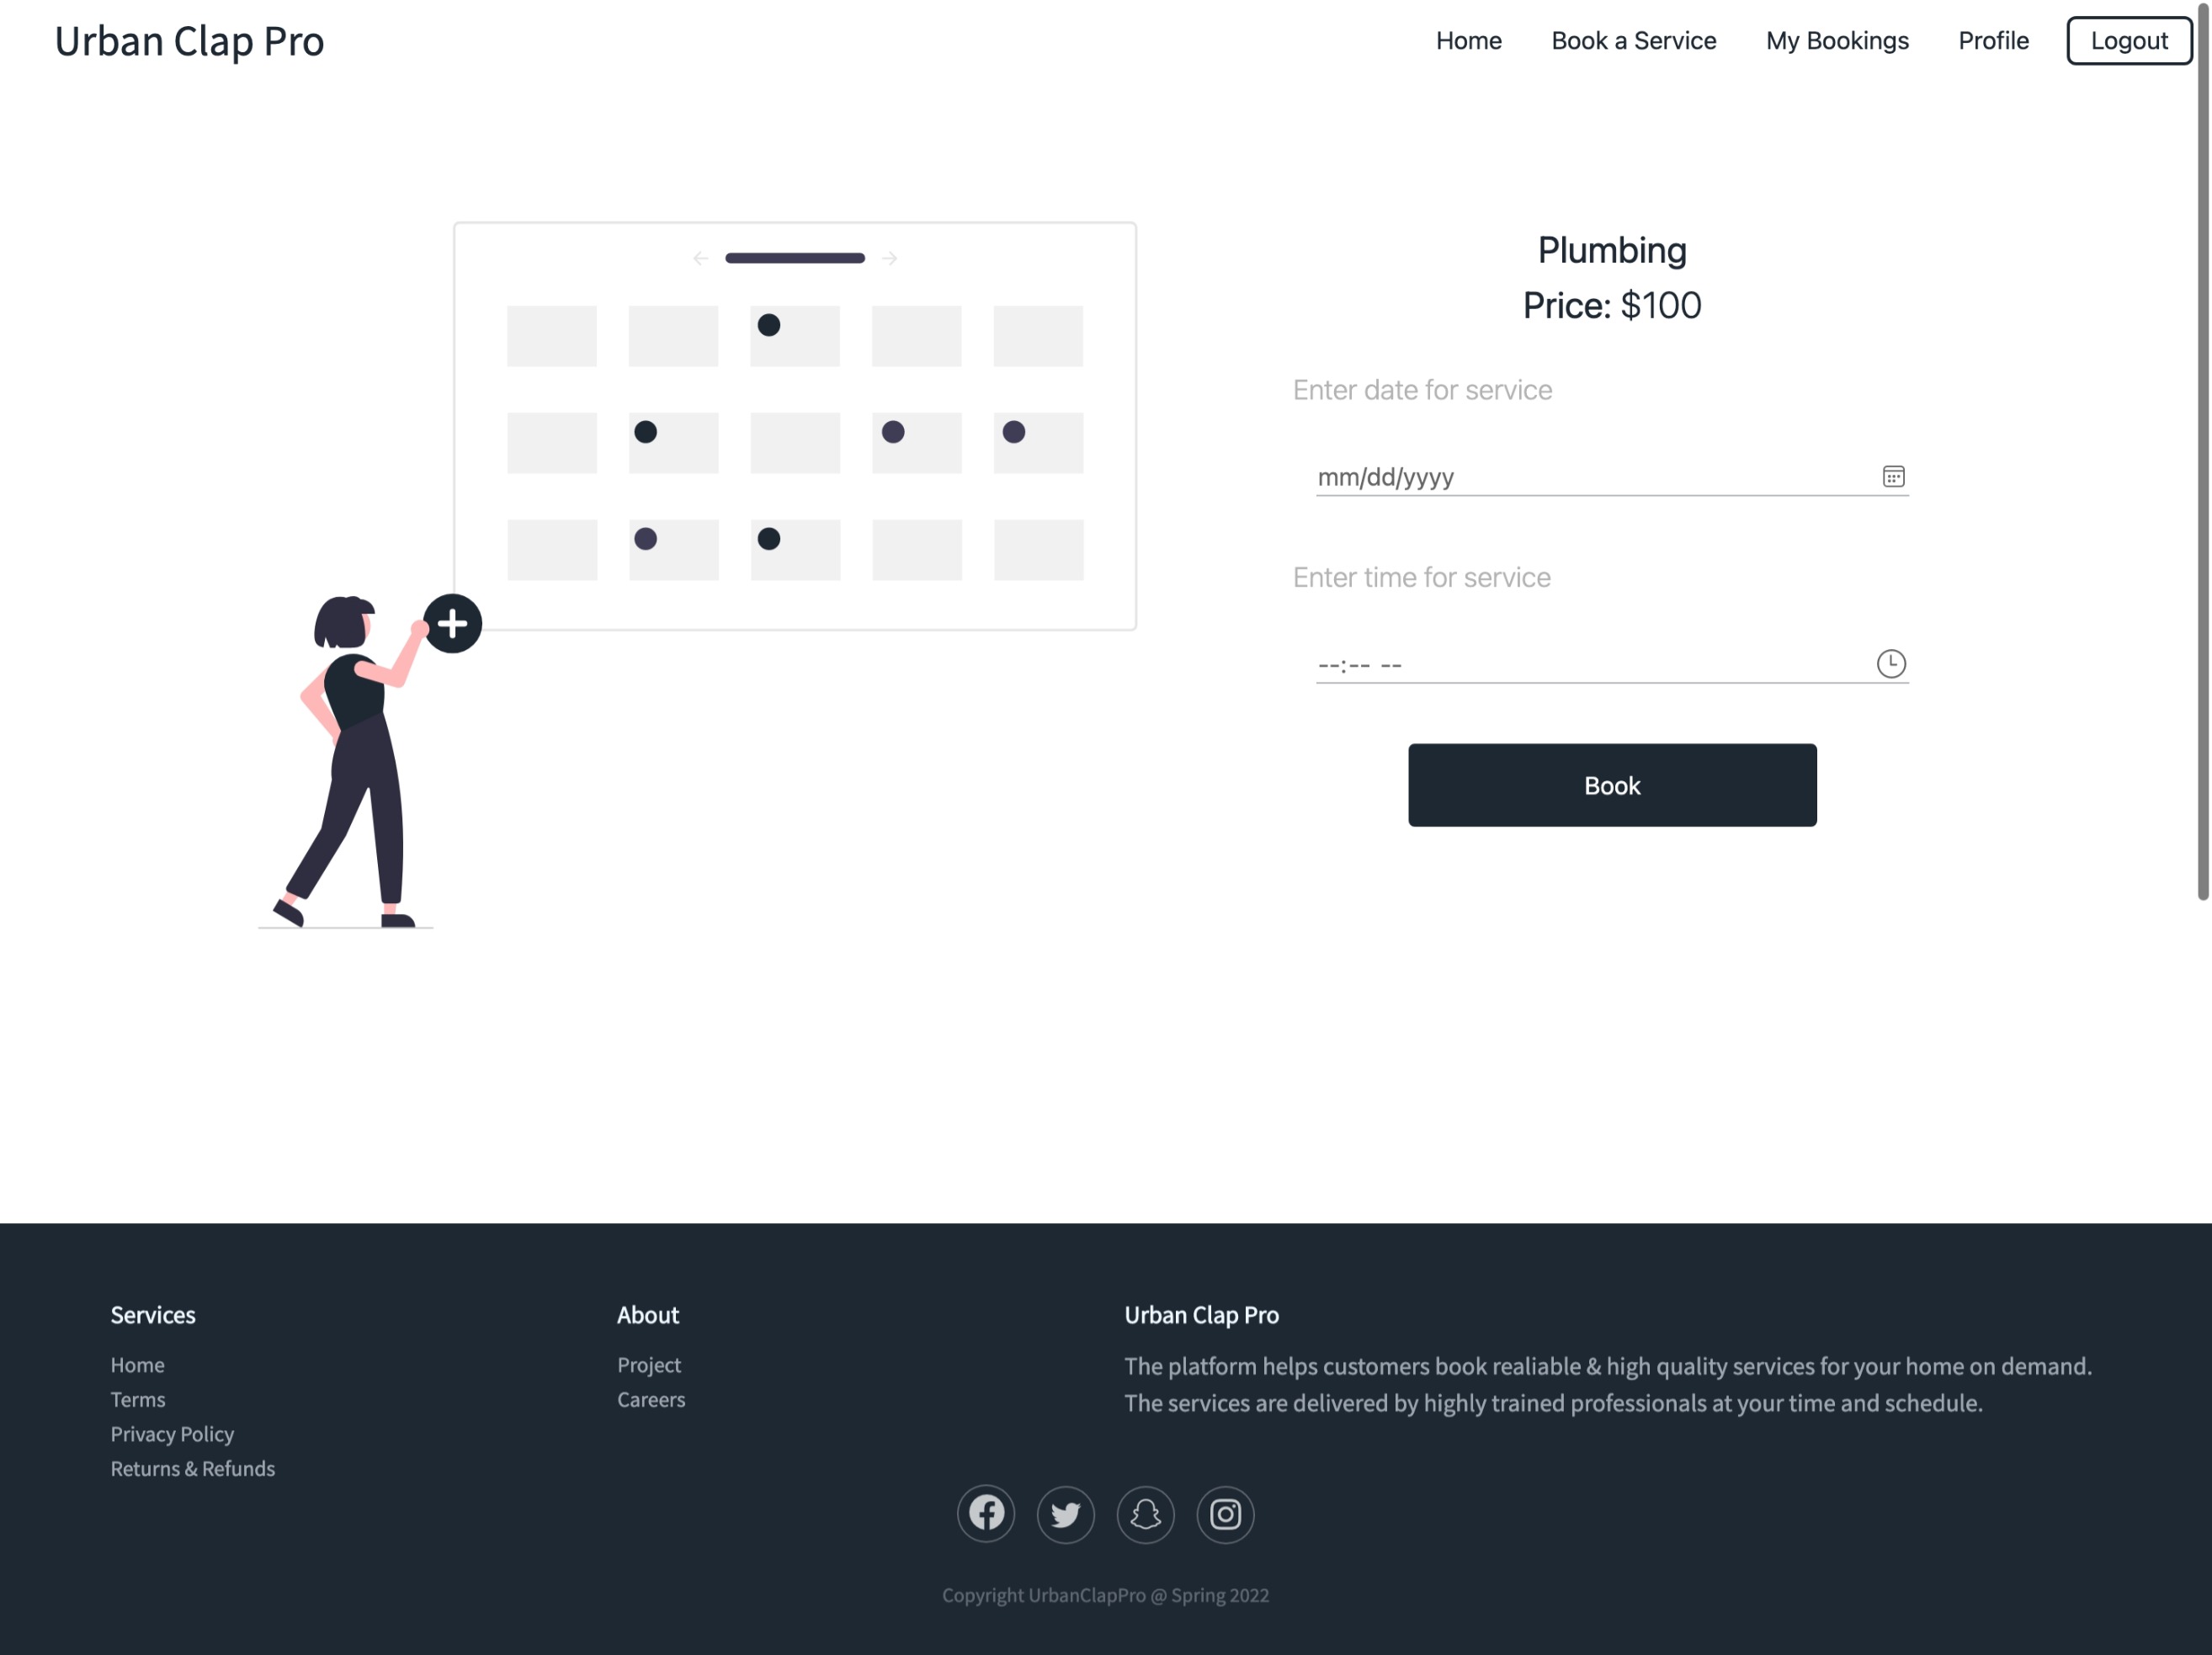 Urban Clap Pro
Home
Book a Service
My Bookings
Profile
Logout
Plumbing
Price: $100
Enter date for service
mm/dd/yyyy
Enter time for service
--:-- --
Book
Services
Home
Terms
Privacy Policy
Returns & Refunds
About
Project
Careers
Urban Clap Pro
The platform helps customers book realiable & high quality services for your home on demand.
The services are delivered by highly trained professionals at your time and schedule.
Copyright UrbanClapPro @ Spring 2022